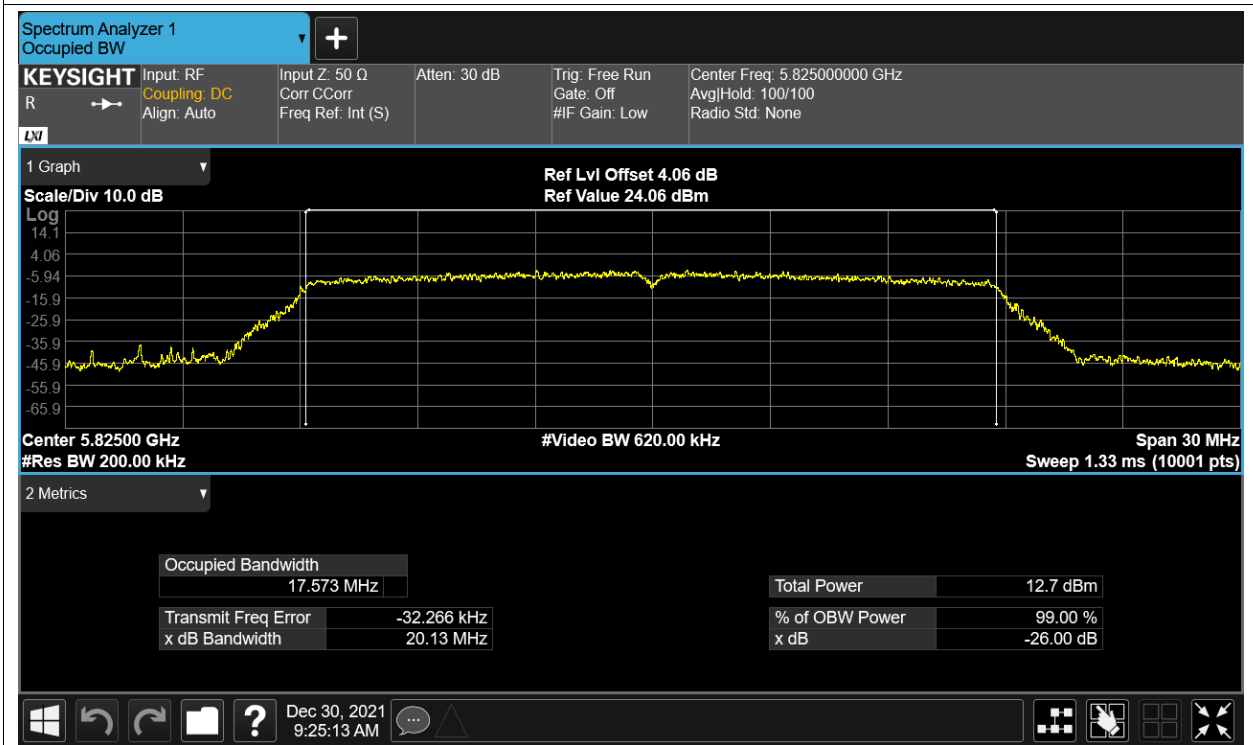 Spectrum Analyzer 1
Occupied BW
KEYSIGHT
R
LXI
Input: RF
Coupling: DC
Align: Auto
Input Z: 50 Ω
Corr CCorr
Freq Ref: Int (S)
Atten: 30 dB
Trig: Free Run
Gate: Off
#IF Gain: Low
Center Freq: 5.825000000 GHz
Avg|Hold: 100/100
Radio Std: None
1 Graph
Scale/Div 10.0 dB
Ref Lvl Offset 4.06 dB
Ref Value 24.06 dBm
Log
14.1
4.06
-5.94
-15.9
-25.9
-35.9
-45.9
-55.9
-65.9
Center 5.82500 GHz
#Video BW 620.00 kHz
Span 30 MHz
#Res BW 200.00 kHz
Sweep 1.33 ms (10001 pts)
2 Metrics
Occupied Bandwidth
17.573 MHz
Total Power 12.7 dBm
Transmit Freq Error -32.266 kHz
% of OBW Power 99.00 %
x dB Bandwidth 20.13 MHz
x dB -26.00 dB
?
Dec 30, 2021
9:25:13 AM